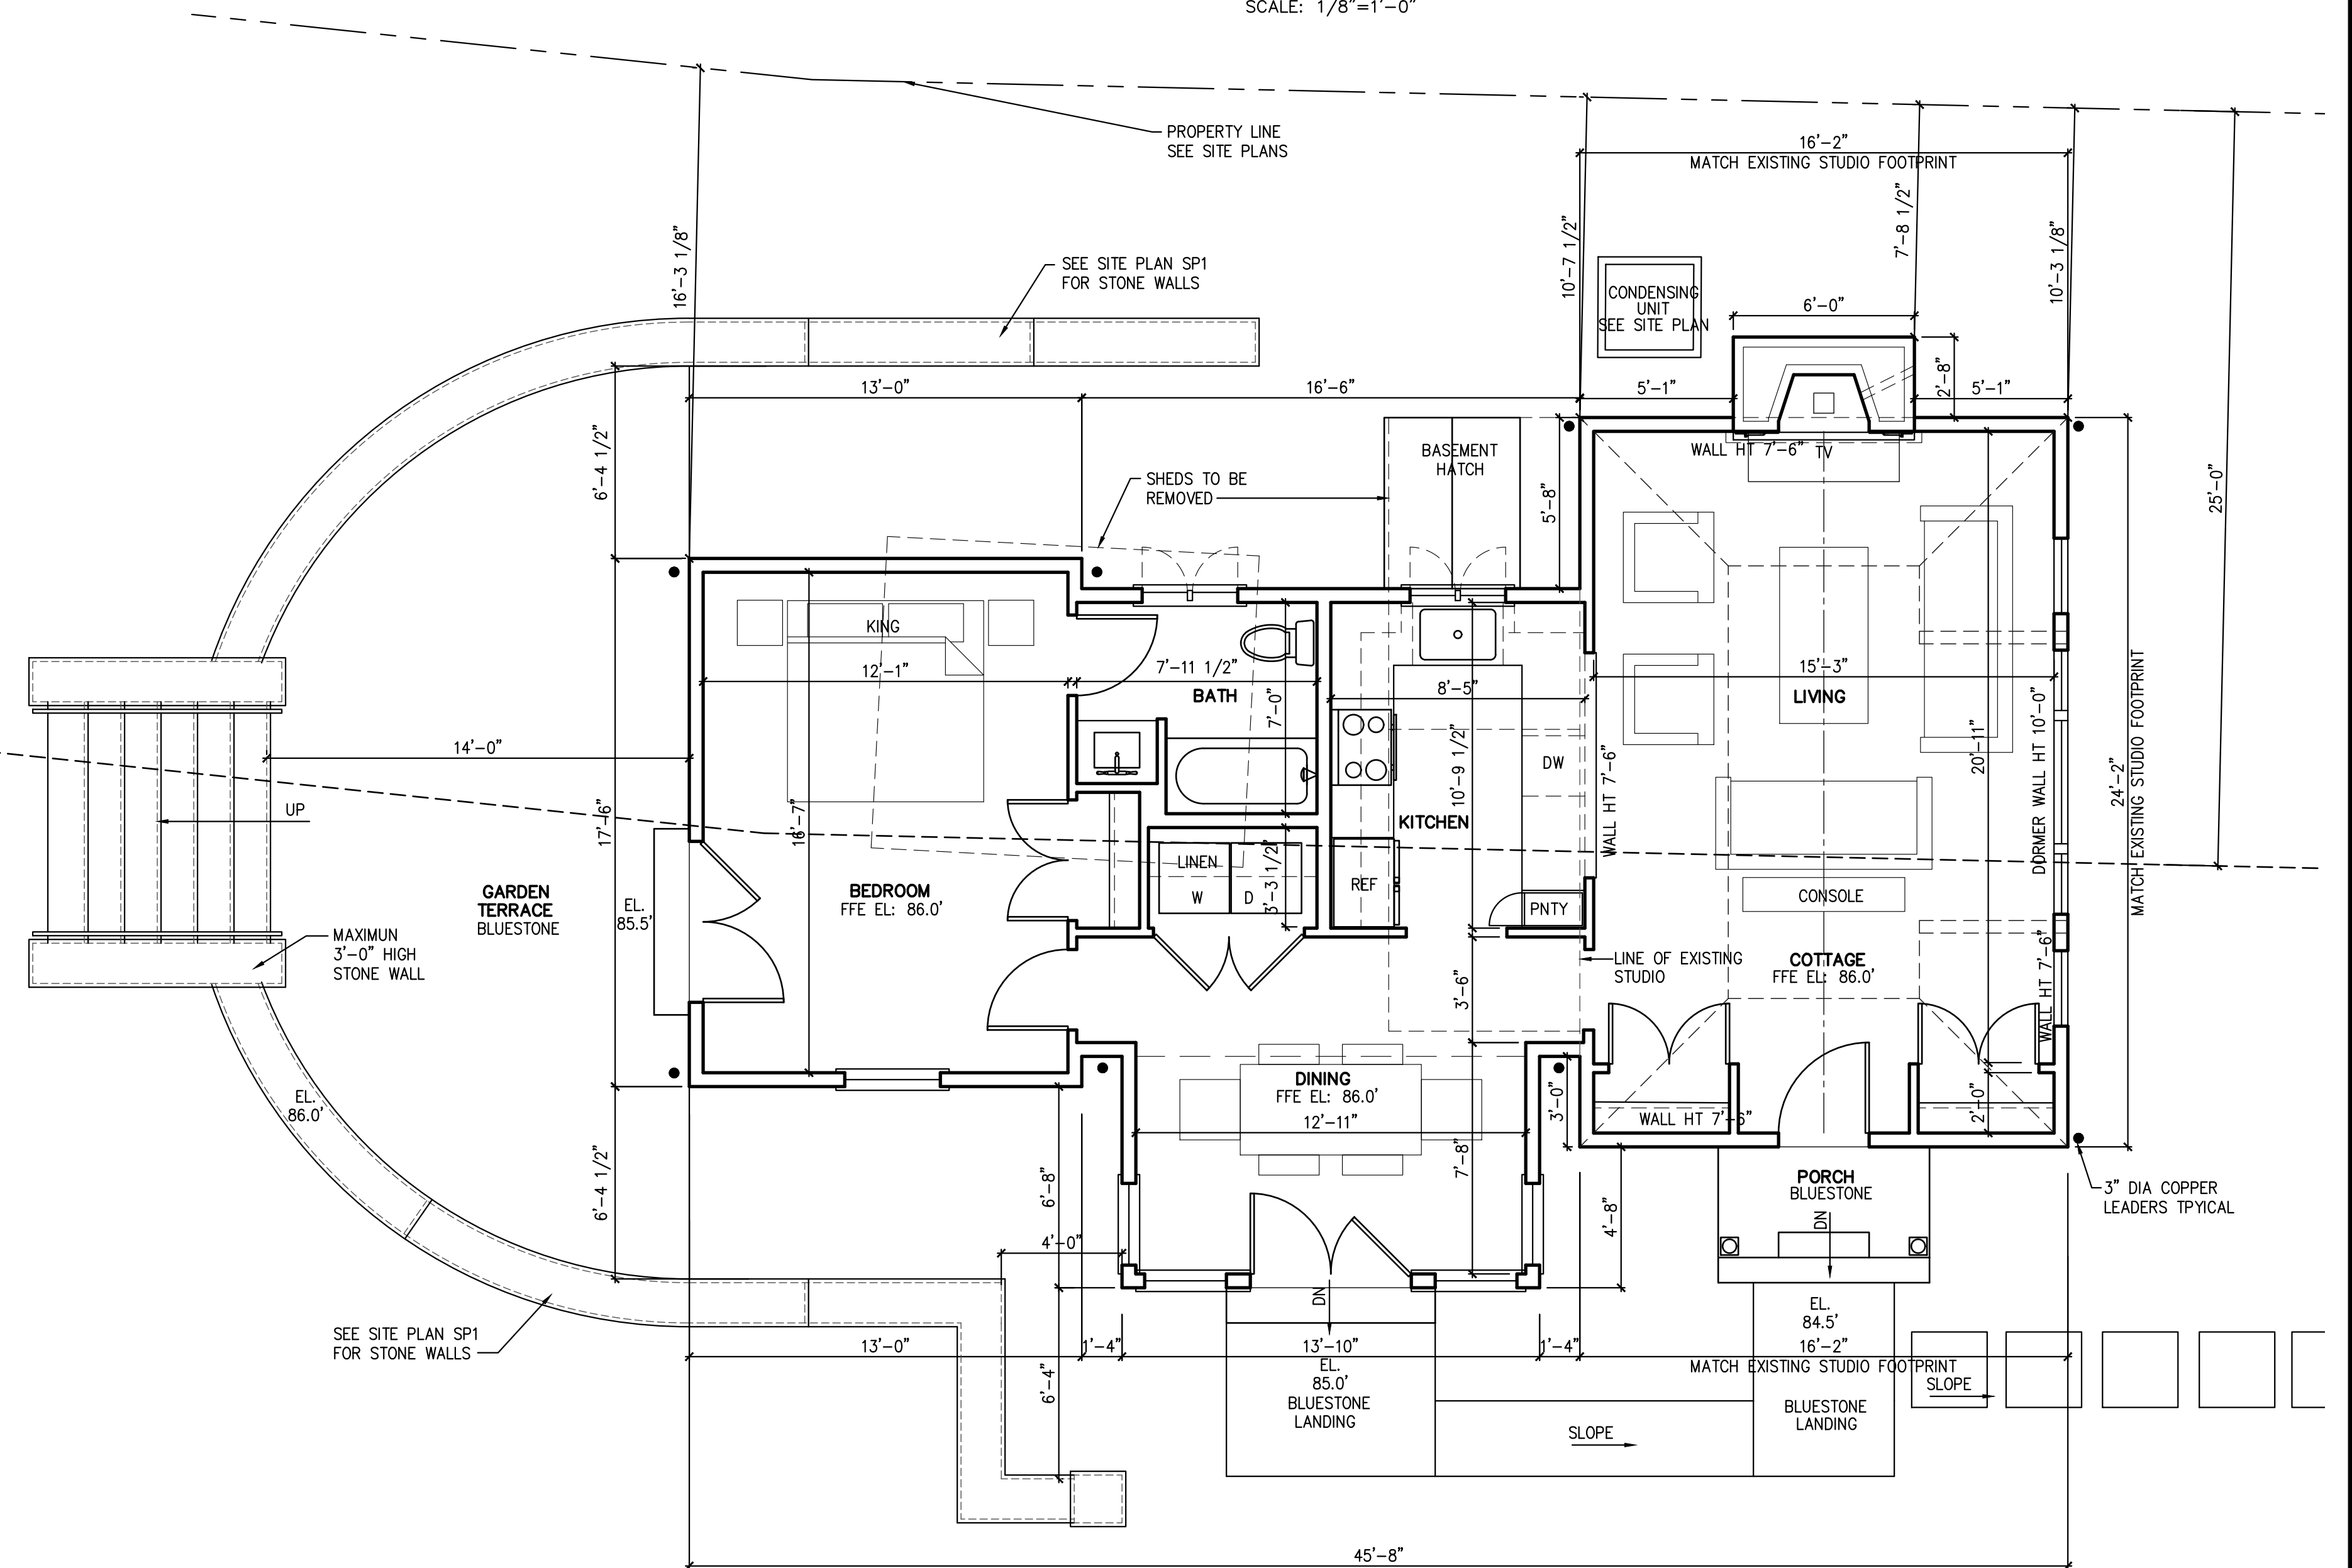 SCALE: 1/8"=1'-0"
PROPERTY LINE
SEE SITE PLANS
16'-2"
MATCH EXISTING STUDIO FOOTPRINT
16'-3 1/8"
10'-7 1/2"
7'-8 1/2"
10'-3 1/8"
SEE SITE PLAN SP1
FOR STONE WALLS
CONDENSING
UNIT
SEE SITE PLAN
6'-0"
2'-8"
13'-0"
16'-6"
5'-1"
5'-1"
6'-4 1/2"
SHEDS TO BE
REMOVED
BASEMENT
HATCH
5'-8"
WALL HT 7'-6"
TV
25'-0"
KING
12'-1"
7'-11 1/2"
BATH
7'-0"
8'-5"
15'-3"
LIVING
14'-0"
10'-9 1/2"
DW
WALL HT 7'-6"
20'-11"
DORMER WALL HT 10'-0"
24'-2"
MATCH EXISTING STUDIO FOOTPRINT
UP
17'-6"
16'-7"
KITCHEN
LINEN
W
D
3'-3 1/2"
REF
PNTY
CONSOLE
GARDEN
TERRACE
BLUESTONE
EL.
85.5'
BEDROOM
FFE EL: 86.0'
MAXIMUN
3'-0" HIGH
STONE WALL
LINE OF EXISTING
STUDIO
COTTAGE
FFE EL: 86.0'
WALL HT 7'-6"
3'-6"
EL.
86.0'
DINING
FFE EL: 86.0'
12'-11"
3'-0"
WALL HT 7'-6"
2'-0"
6'-4 1/2"
6'-8"
7'-8"
4'-8"
PORCH
BLUESTONE
DN
3" DIA COPPER
LEADERS TPYICAL
4'-0"
DN
EL.
84.5'
SEE SITE PLAN SP1
FOR STONE WALLS
13'-0"
1'-4"
13'-10"
1'-4"
16'-2"
MATCH EXISTING STUDIO FOOTPRINT
6'-4"
EL.
85.0'
BLUESTONE
LANDING
SLOPE
BLUESTONE
LANDING
SLOPE
45'-8"